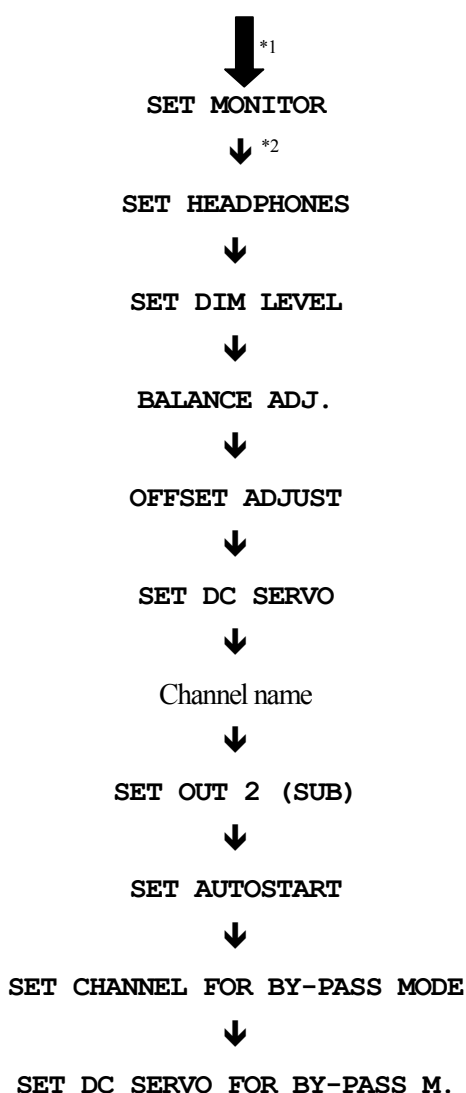 *1
SET MONITOR
*2
SET HEADPHONES
SET DIM LEVEL
BALANCE ADJ.
OFFSET ADJUST
SET DC SERVO
Channel name
SET OUT 2 (SUB)
SET AUTOSTART
SET CHANNEL FOR BY-PASS MODE
SET DC SERVO FOR BY-PASS M.